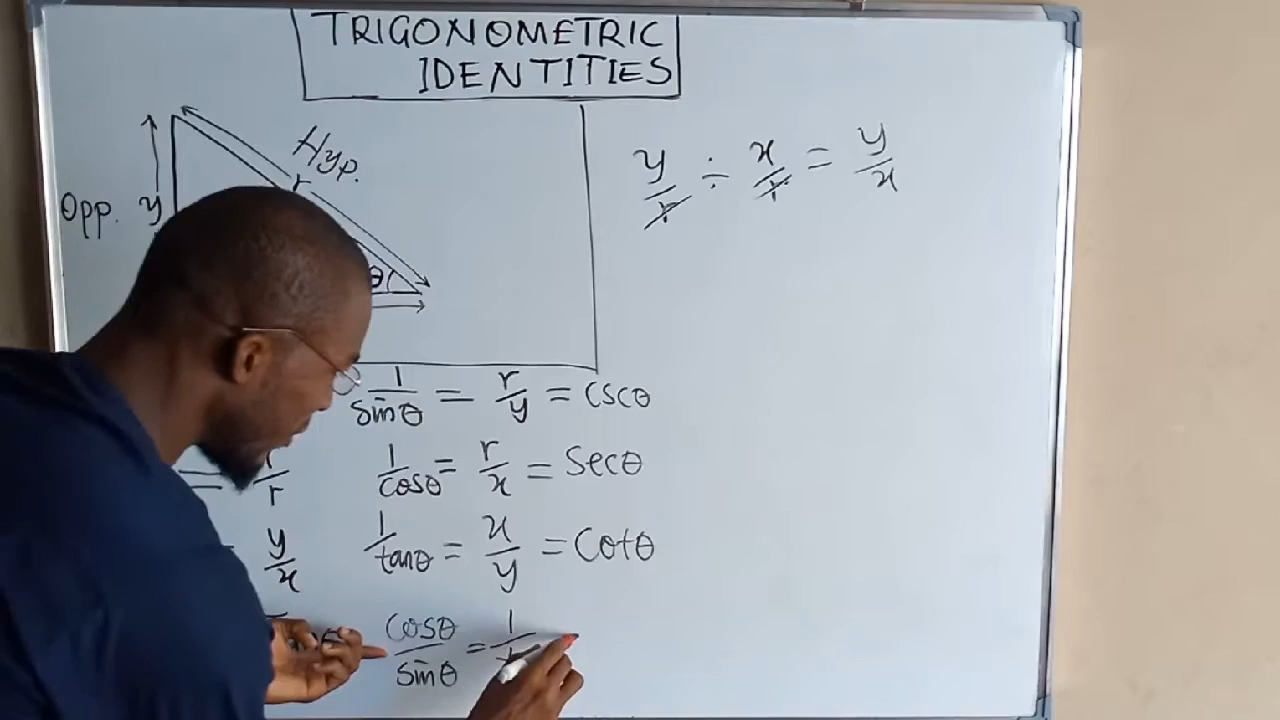 TRIGONOMETRIC
IDENTITIES
Hyp.
r
Opp. y
θ
y/r ÷ x/r = y/x
1/sinθ = r/y = cscθ
1/cosθ = r/x = Secθ
y/x
1/tanθ = x/y = Cotθ
cosθ/sinθ = 1/t